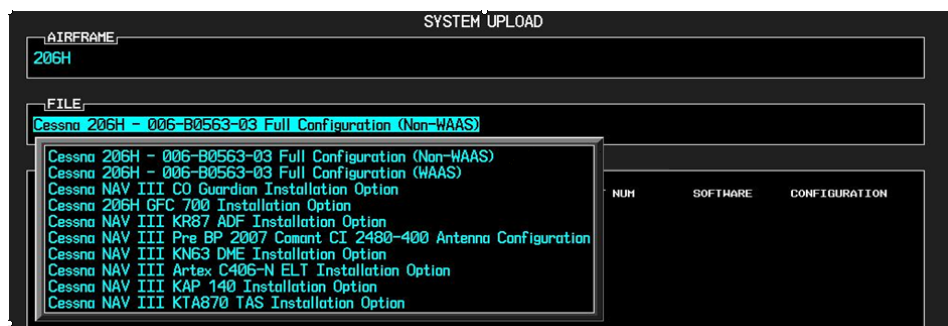 SYSTEM UPLOAD
AIRFRAME
206H
FILE
Cessna 206H - 006-B0563-03 Full Configuration (Non-WAAS)
Cessna 206H - 006-B0563-03 Full Configuration (Non-WAAS)
Cessna 206H - 006-B0563-03 Full Configuration (WAAS)
Cessna NAV III CO Guardian Installation Option
Cessna 206H GFC 700 Installation Option
Cessna NAV III KR87 ADF Installation Option
Cessna NAV III Pre BP 2007 Comant CI 2480-400 Antenna Configuration
Cessna NAV III KN63 DME Installation Option
Cessna NAV III Artex C406-N ELT Installation Option
Cessna NAV III KAP 140 Installation Option
Cessna NAV III KTA870 TAS Installation Option
NUM SOFTWARE CONFIGURATION